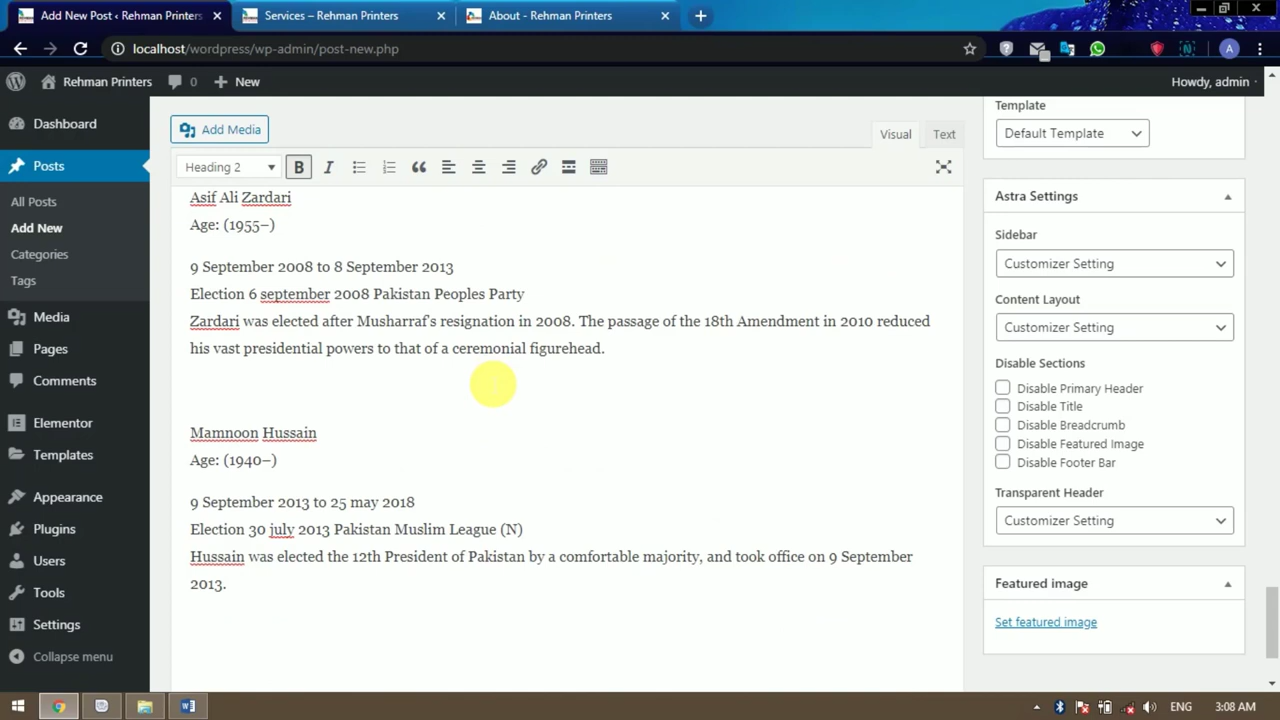 Add New Post ‹ Rehman Printers
Services – Rehman Printers
About - Rehman Printers
localhost/wordpress/wp-admin/post-new.php
A
Rehman Printers
0
New
Howdy, admin
Dashboard
Posts
All Posts
Add New
Categories
Tags
Media
Pages
Comments
Elementor
Templates
Appearance
Plugins
Users
Tools
Settings
Collapse menu
Add Media
Visual
Text
Heading 2
B
I
Asif Ali Zardari
Age: (1955–)
9 September 2008 to 8 September 2013
Election 6 september 2008 Pakistan Peoples Party
Zardari was elected after Musharraf's resignation in 2008. The passage of the 18th Amendment in 2010 reduced
his vast presidential powers to that of a ceremonial figurehead.
Mamnoon Hussain
Age: (1940–)
9 September 2013 to 25 may 2018
Election 30 july 2013 Pakistan Muslim League (N)
Hussain was elected the 12th President of Pakistan by a comfortable majority, and took office on 9 September
2013.
Template
Default Template
Astra Settings
Sidebar
Customizer Setting
Content Layout
Customizer Setting
Disable Sections
Disable Primary Header
Disable Title
Disable Breadcrumb
Disable Featured Image
Disable Footer Bar
Transparent Header
Customizer Setting
Featured image
Set featured image
ENG
3:08 AM